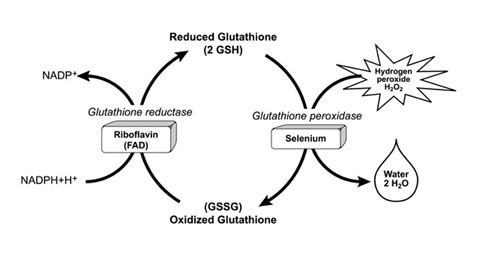 Reduced Glutathione
(2 GSH)
NADP⁺
Hydrogen
peroxide
H₂O₂
Glutathione reductase
Glutathione peroxidase
Riboflavin
(FAD)
Selenium
NADPH+H⁺
Water
2 H₂O
(GSSG)
Oxidized Glutathione